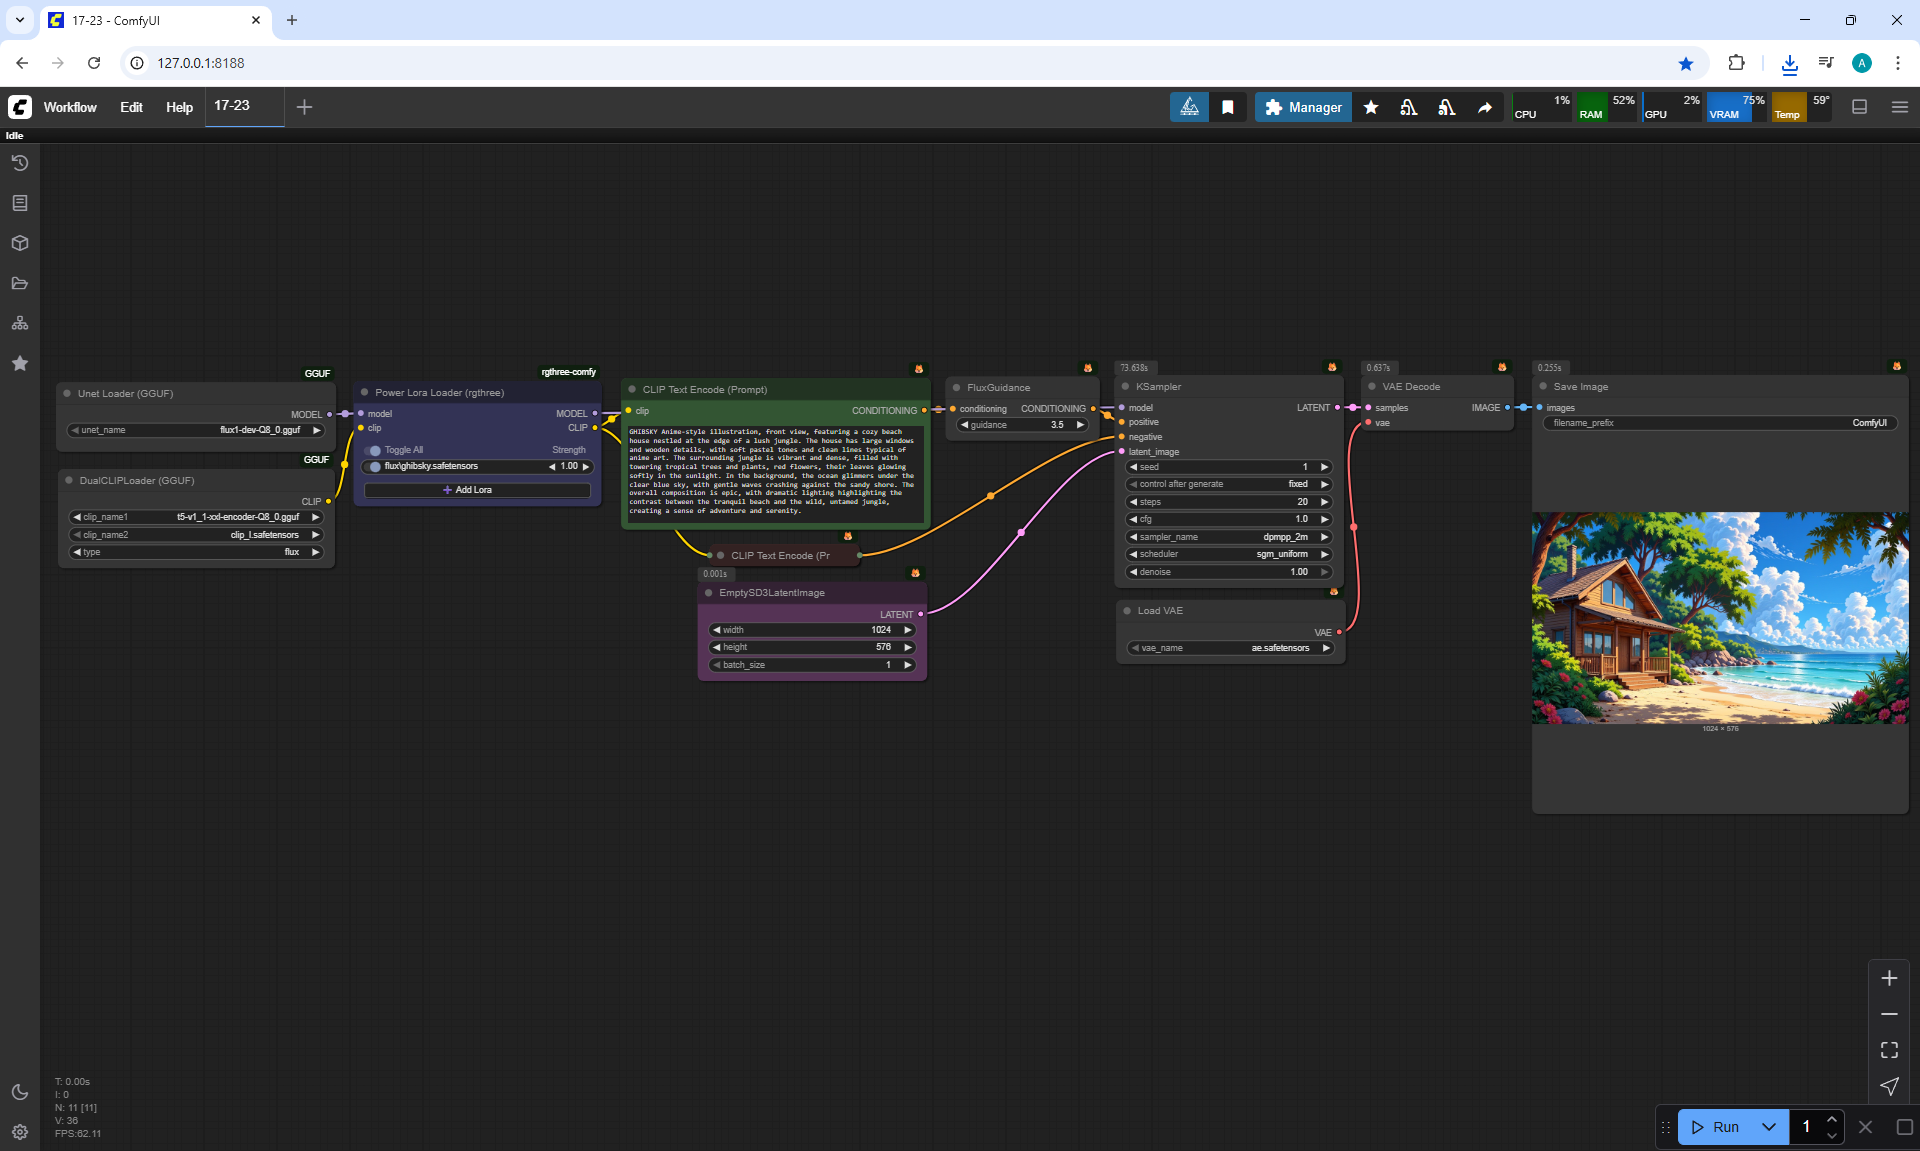 17-23 - ComfyUI
127.0.0.1:8188
A
Workflow
Edit
Help
17-23
Manager
CPU
1%
RAM
52%
GPU
2%
VRAM
75%
Temp
59°
Idle
GGUF
Unet Loader (GGUF)
MODEL
unet_name
flux1-dev-Q8_0.gguf
GGUF
DualCLIPLoader (GGUF)
CLIP
clip_name1
t5-v1_1-xxl-encoder-Q8_0.gguf
clip_name2
clip_l.safetensors
type
flux
rgthree-comfy
Power Lora Loader (rgthree)
model
MODEL
clip
CLIP
Toggle All
Strength
flux\ghibsky.safetensors
1.00
Add Lora
CLIP Text Encode (Prompt)
clip
CONDITIONING
GHIBSKY Anime-style illustration, front view, featuring a cozy beach
house nestled at the edge of a lush jungle. The house has large windows
and wooden details, with soft pastel tones and clean lines typical of
anime art. The surrounding jungle is vibrant and dense, filled with
towering tropical trees and plants, red flowers, their leaves glowing
softly in the sunlight. In the background, the ocean glimmers under the
clear blue sky, with gentle waves crashing against the sandy shore. The
overall composition is epic, with dramatic lighting highlighting the
contrast between the tranquil beach and the wild, untamed jungle,
creating a sense of adventure and serenity.
CLIP Text Encode (Pr
0.001s
EmptySD3LatentImage
LATENT
width
1024
height
576
batch_size
1
FluxGuidance
conditioning
CONDITIONING
guidance
3.5
73.638s
KSampler
model
LATENT
positive
negative
latent_image
seed
1
control after generate
fixed
steps
20
cfg
1.0
sampler_name
dpmpp_2m
scheduler
sgm_uniform
denoise
1.00
Load VAE
VAE
vae_name
ae.safetensors
0.637s
VAE Decode
samples
IMAGE
vae
0.255s
Save Image
images
filename_prefix
ComfyUI
1024 × 576
T: 0.00s
I: 0
N: 11 [11]
V: 36
FPS:62.11
Run
1